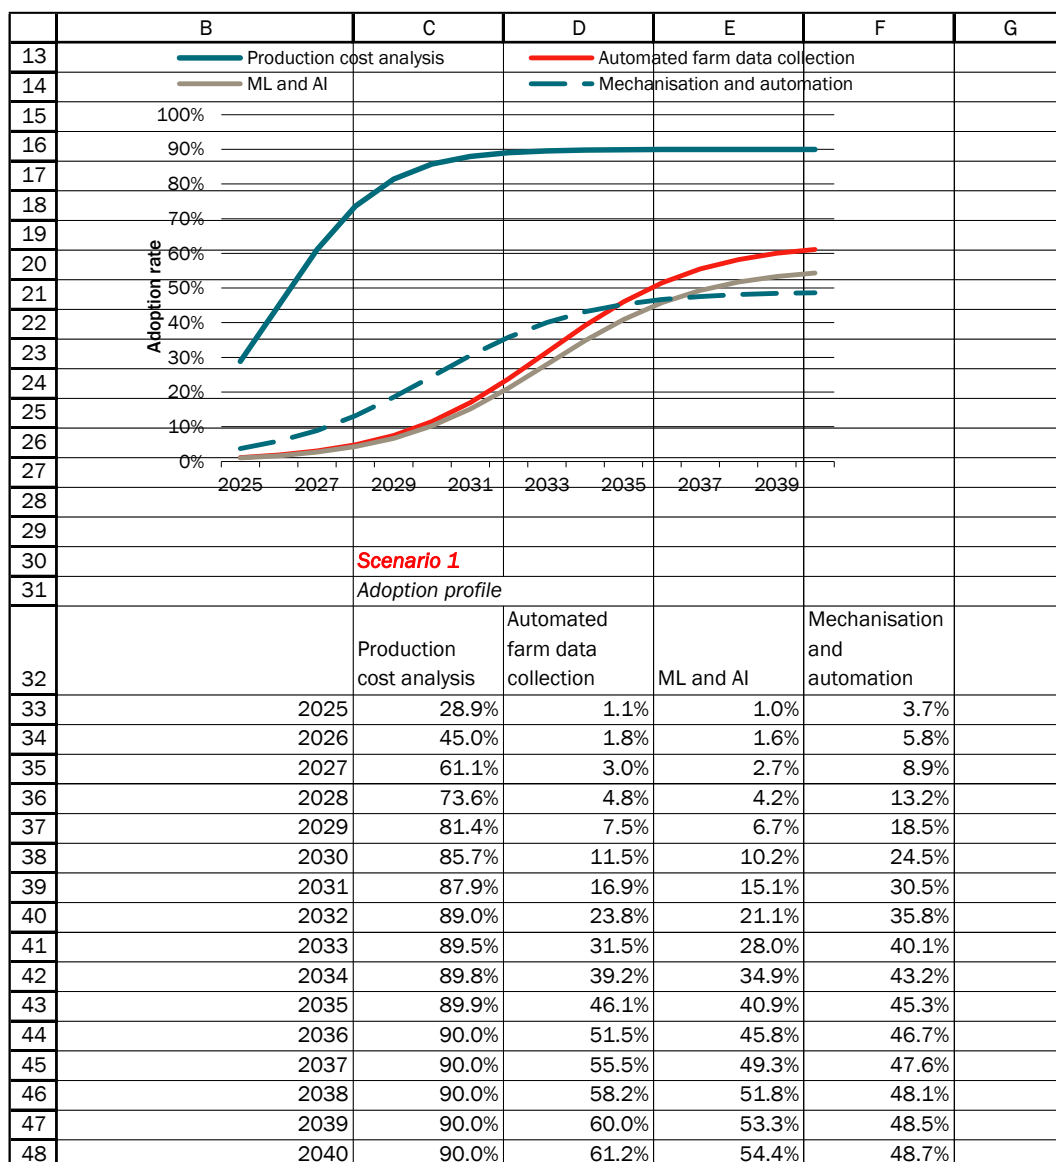 B C D E F G
13 Production cost analysis Automated farm data collection
14 ML and AI Mechanisation and automation
15 100%
16 90%
17 80%
18 70%
19 60%
20 50%
21 40%
22 30%
23 20%
24 10%
25 0%
26 Adoption rate
27 2025 2027 2029 2031 2033 2035 2037 2039
28
29
30 Scenario 1
31 Adoption profile
Automated Mechanisation
Production farm data and
32 cost analysis collection ML and AI automation
33 2025 28.9% 1.1% 1.0% 3.7%
34 2026 45.0% 1.8% 1.6% 5.8%
35 2027 61.1% 3.0% 2.7% 8.9%
36 2028 73.6% 4.8% 4.2% 13.2%
37 2029 81.4% 7.5% 6.7% 18.5%
38 2030 85.7% 11.5% 10.2% 24.5%
39 2031 87.9% 16.9% 15.1% 30.5%
40 2032 89.0% 23.8% 21.1% 35.8%
41 2033 89.5% 31.5% 28.0% 40.1%
42 2034 89.8% 39.2% 34.9% 43.2%
43 2035 89.9% 46.1% 40.9% 45.3%
44 2036 90.0% 51.5% 45.8% 46.7%
45 2037 90.0% 55.5% 49.3% 47.6%
46 2038 90.0% 58.2% 51.8% 48.1%
47 2039 90.0% 60.0% 53.3% 48.5%
48 2040 90.0% 61.2% 54.4% 48.7%